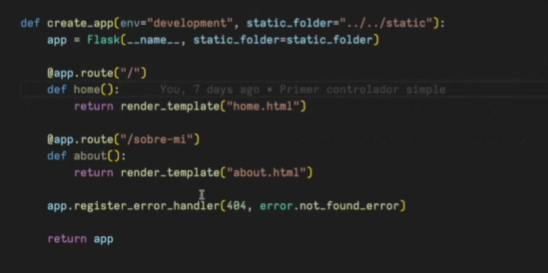 def create_app(env="development", static_folder="../../static"):
app = Flask(__name__, static_folder=static_folder)
@app.route("/")
def home(): You, 7 days ago • Primer controlador simple
return render_template("home.html")
@app.route("/sobre-mi")
def about():
return render_template("about.html")
app.register_error_handler(404, error.not_found_error)
return app